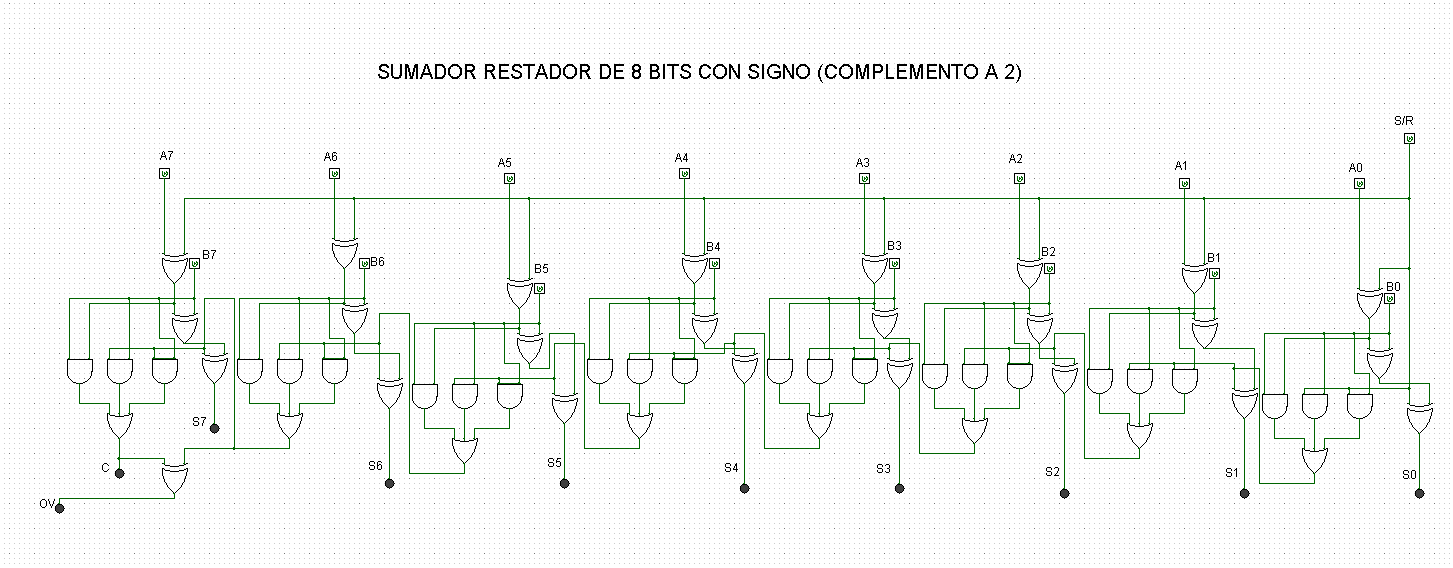 SUMADOR RESTADOR DE 8 BITS CON SIGNO (COMPLEMENTO A 2)
S/R
A7 A6 A5 A4 A3 A2 A1 A0
B7 B6 B5 B4 B3 B2 B1 B0
S7 S6 S5 S4 S3 S2 S1 S0
C
OV